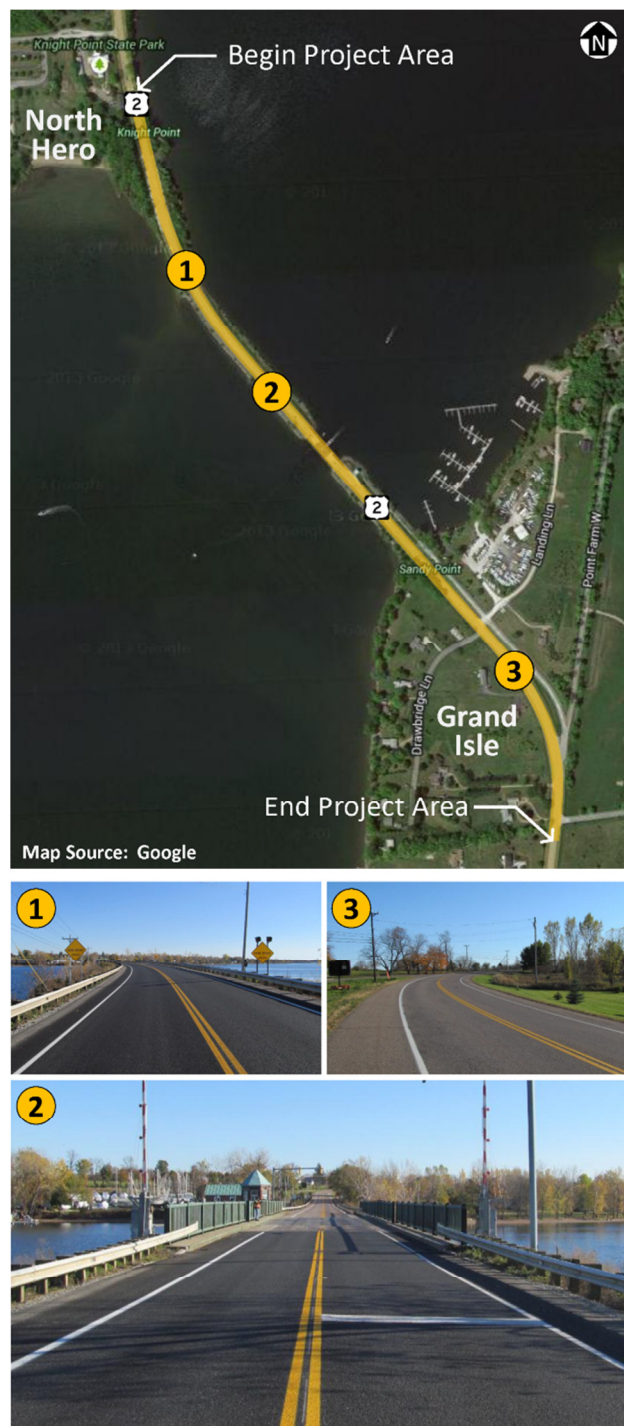 Knight Point State Park
Begin Project Area
N
2
North
Hero
Knight Point
1
2
2
Landing Ln
Point Farm W
Sandy Point
3
Drawbridge Ln
Grand
Isle
End Project Area
Map Source: Google
1
3
2